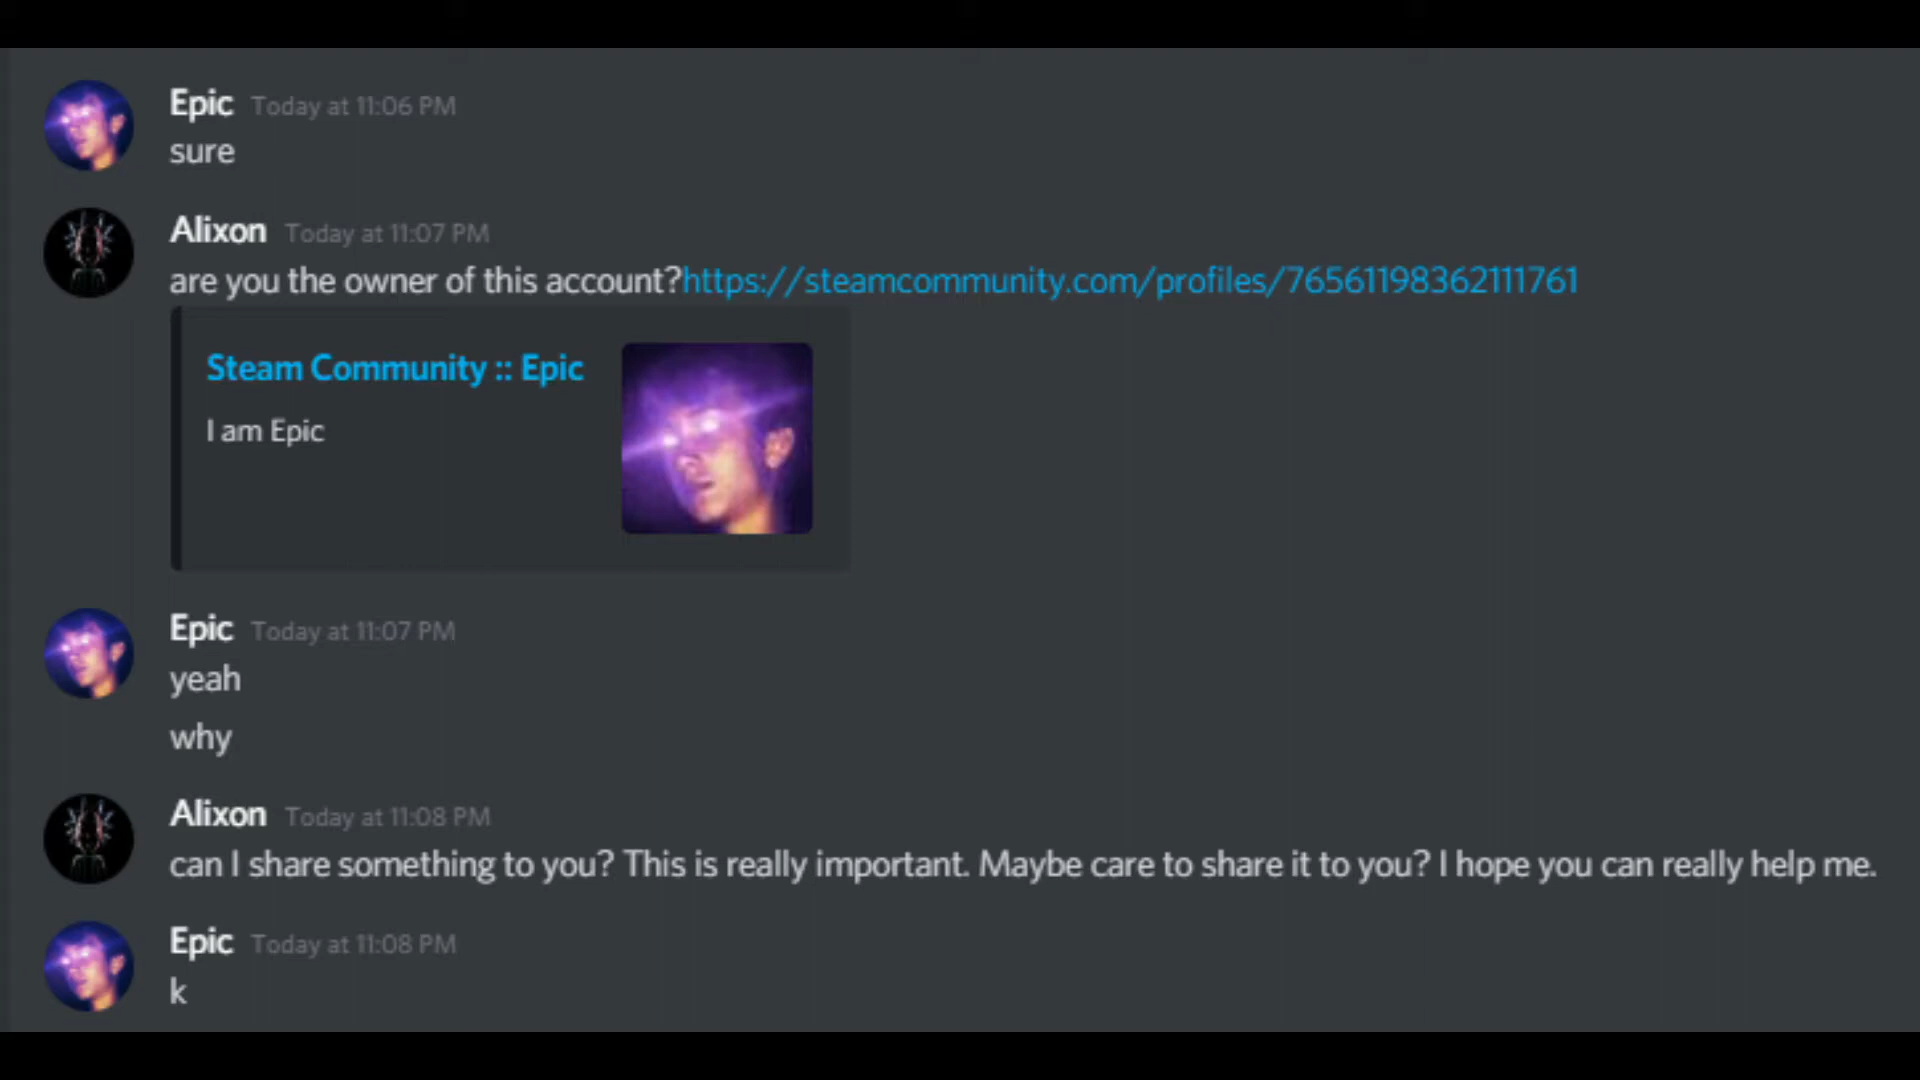 Epic Today at 11:06 PM
sure
Alixon Today at 11:07 PM
are you the owner of this account?https://steamcommunity.com/profiles/76561198362111761
Steam Community :: Epic
I am Epic
Epic Today at 11:07 PM
yeah
why
Alixon Today at 11:08 PM
can I share something to you? This is really important. Maybe care to share it to you? I hope you can really help me.
Epic Today at 11:08 PM
k